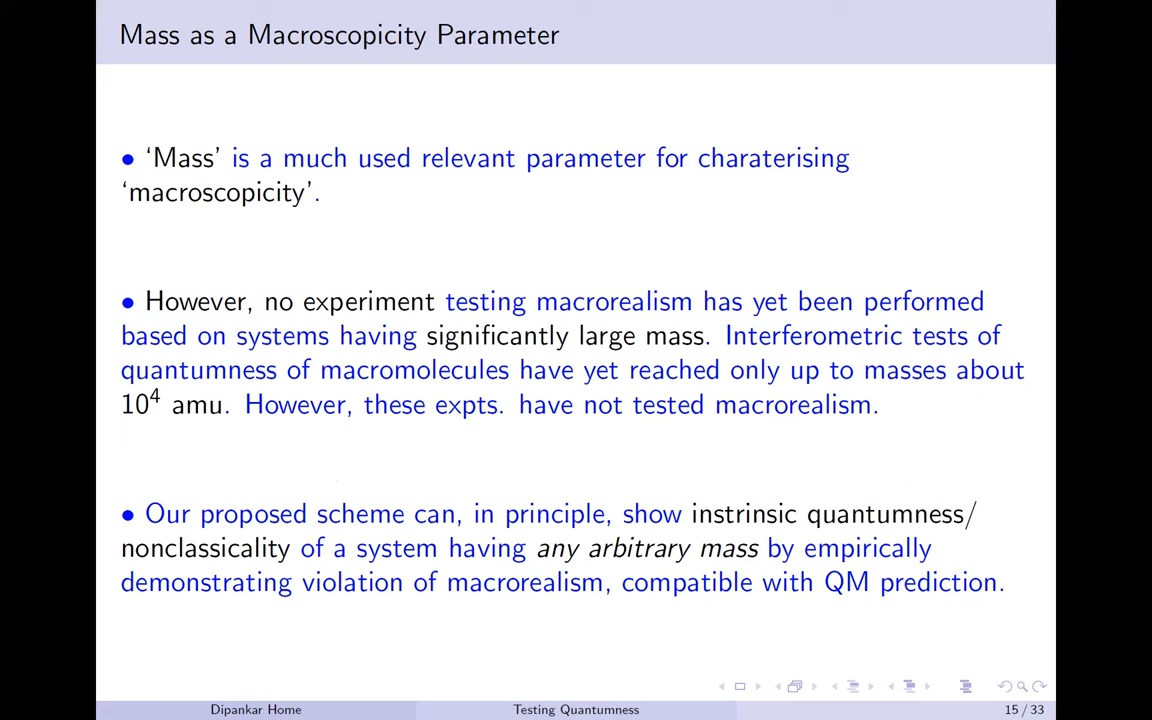 Mass as a Macroscopicity Parameter
• ‘Mass’ is a much used relevant parameter for charaterising
‘macroscopicity’.
• However, no experiment testing macrorealism has yet been performed
based on systems having significantly large mass. Interferometric tests of
quantumness of macromolecules have yet reached only up to masses about
10⁴ amu. However, these expts. have not tested macrorealism.
• Our proposed scheme can, in principle, show instrinsic quantumness/
nonclassicality of a system having any arbitrary mass by empirically
demonstrating violation of macrorealism, compatible with QM prediction.
Dipankar Home
Testing Quantumness
15 / 33